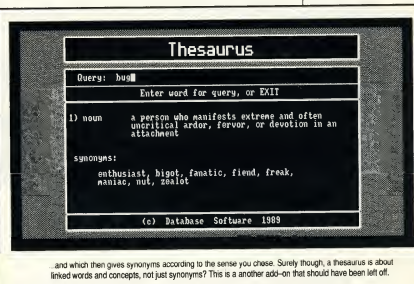 Thesaurus
Query: bug
Enter word for query, or EXIT
1) noun a person who manifests extreme and often
uncritical ardor, fervor, or devotion in an
attachment
synonyms:
enthusiast, bigot, fanatic, fiend, freak,
maniac, nut, zealot
(c) Database Software 1989
...and which then gives synonyms according to the sense you chose. Surely though, a thesaurus is about
linked words and concepts, not just synonyms? This is a another add-on that should have been left off.